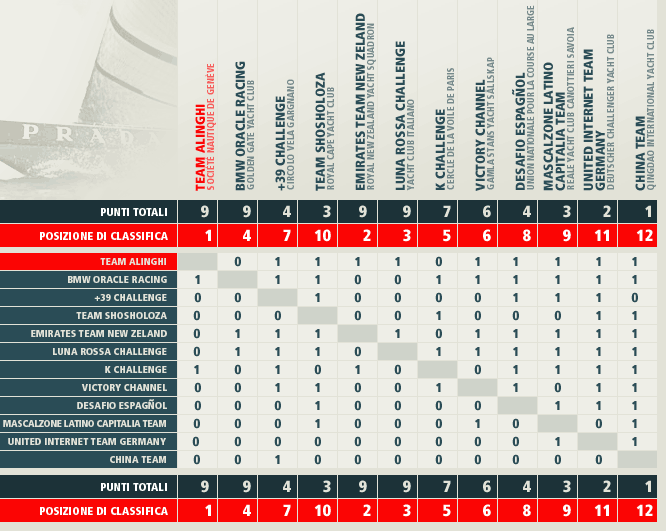 PRAD
TEAM ALINGHI
SOCIÉTÉ NAUTIQUE DE GENÈVE
BMW ORACLE RACING
GOLDEN GATE YACHT CLUB
+39 CHALLENGE
CIRCOLO VELA GARGNANO
TEAM SHOSHOLOZA
ROYAL CAPE YACHT CLUB
EMIRATES TEAM NEW ZELAND
ROYAL NEW ZEALAND YACHT SQUADRON
LUNA ROSSA CHALLENGE
YACHT CLUB ITALIANO
K CHALLENGE
CERCLE DE LA VOILE DE PARIS
VICTORY CHANNEL
GAMLA STANS YACHT SÄLLSKAP
DESAFIO ESPAGÑOL
UNION NATIONALE POUR LA COURSE AU LARGE
MASCALZONE LATINO
CAPITALIA TEAM
REALE YACHT CLUB CANOTTIERI SAVOIA
UNITED INTERNET TEAM
GERMANY
DEUTSCHER CHALLENGER YACHT CLUB
CHINA TEAM
QINGDAO INTERNATIONAL YACHT CLUB
PUNTI TOTALI 9 9 4 3 9 9 7 6 4 3 2 1
POSIZIONE DI CLASSIFICA 1 4 7 10 2 3 5 6 8 9 11 12
TEAM ALINGHI 0 1 1 1 1 0 1 1 1 1 1
BMW ORACLE RACING 1 1 1 0 0 1 1 1 1 1 1
+39 CHALLENGE 0 0 1 0 0 0 0 1 1 1 0
TEAM SHOSHOLOZA 0 0 0 0 0 1 0 0 0 1 1
EMIRATES TEAM NEW ZELAND 0 1 1 1 1 0 1 1 1 1 1
LUNA ROSSA CHALLENGE 0 1 1 1 0 1 1 1 1 1 1
K CHALLENGE 1 0 1 0 1 0 0 1 1 1 1
VICTORY CHANNEL 0 0 1 1 0 0 1 1 0 1 1
DESAFIO ESPAGÑOL 0 0 0 1 0 0 0 0 1 1 1
MASCALZONE LATINO CAPITALIA TEAM 0 0 0 1 0 0 0 1 0 0 1
UNITED INTERNET TEAM GERMANY 0 0 0 0 0 0 0 0 0 1 1
CHINA TEAM 0 0 1 0 0 0 0 0 0 0 0
PUNTI TOTALI 9 9 4 3 9 9 7 6 4 3 2 1
POSIZIONE DI CLASSIFICA 1 4 7 10 2 3 5 6 8 9 11 12